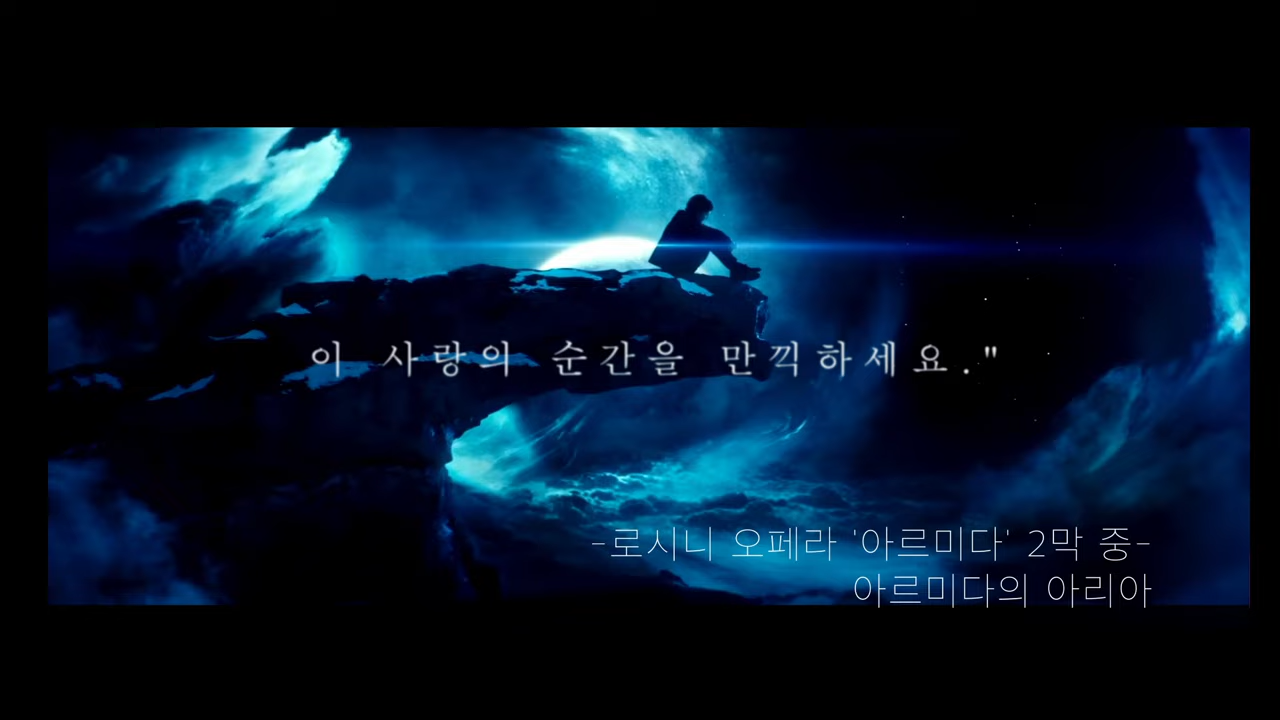 이 사랑의 순간을 만끽하세요."
-로시니 오페라 '아르미다' 2막 중-
아르미다의 아리아